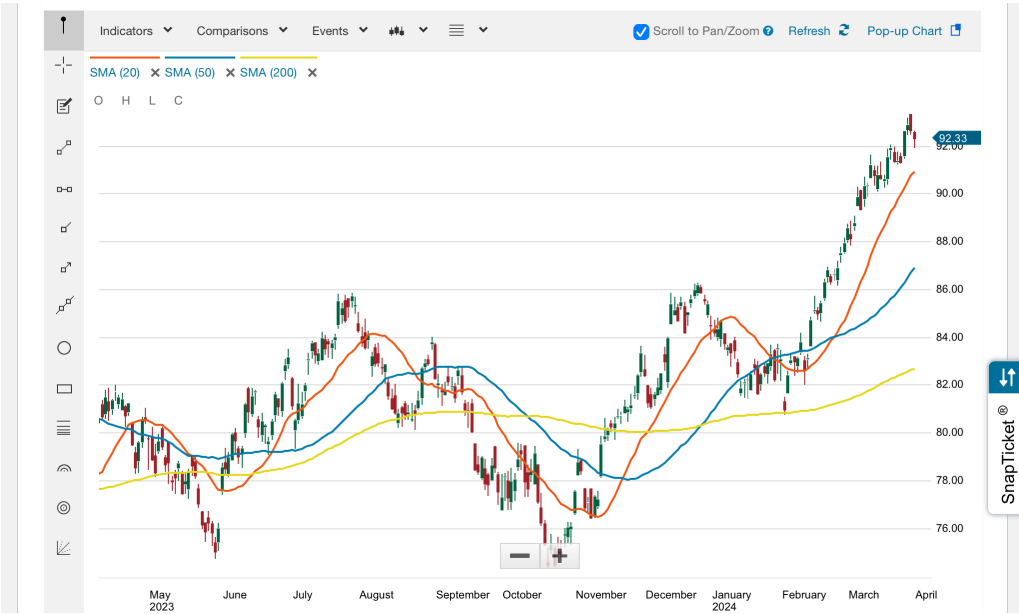 Indicators Comparisons Events Scroll to Pan/Zoom ? Refresh Pop-up Chart
SMA (20) X SMA (50) X SMA (200) X
O H L C
92.33
92.00
90.00
88.00
86.00
84.00
82.00
80.00
78.00
76.00
May June July August September October November December January February March April
2023 2024
SnapTicket ®